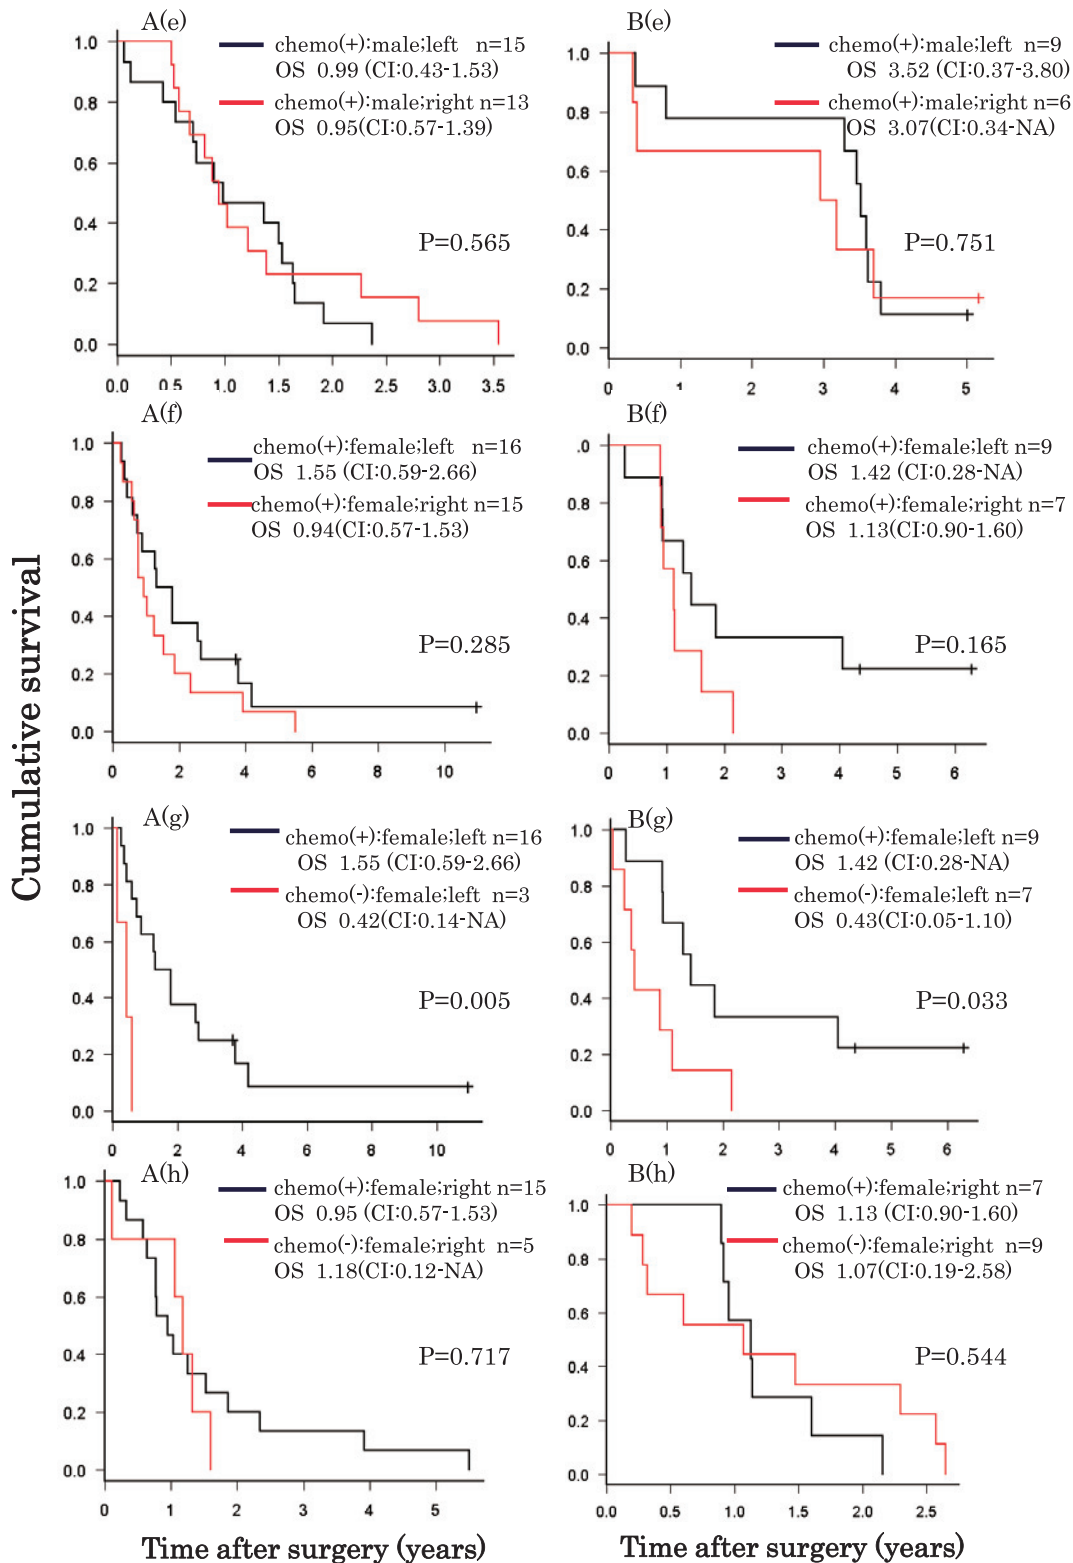 Cumulative survival
A(e)
chemo(+):male;left n=15
OS 0.99 (CI:0.43-1.53)
chemo(+):male;right n=13
OS 0.95(CI:0.57-1.39)
P=0.565
1.0
0.8
0.6
0.4
0.2
0.0
0.0 0.5 1.0 1.5 2.0 2.5 3.0 3.5
B(e)
chemo(+):male;left n=9
OS 3.52 (CI:0.37-3.80)
chemo(+):male;right n=6
OS 3.07(CI:0.34-NA)
P=0.751
1.0
0.8
0.6
0.4
0.2
0.0
0 1 2 3 4 5
A(f)
chemo(+):female;left n=16
OS 1.55 (CI:0.59-2.66)
chemo(+):female;right n=15
OS 0.94(CI:0.57-1.53)
P=0.285
1.0
0.8
0.6
0.4
0.2
0.0
0 2 4 6 8 10
B(f)
chemo(+):female;left n=9
OS 1.42 (CI:0.28-NA)
chemo(+):female;right n=7
OS 1.13(CI:0.90-1.60)
P=0.165
.0
0.8
0.6
0.4
0.2
0.0
0 1 2 3 4 5 6
A(g)
chemo(+):female;left n=16
OS 1.55 (CI:0.59-2.66)
chemo(-):female;left n=3
OS 0.42(CI:0.14-NA)
P=0.005
1.0
0.8
0.6
0.4
0.2
0.0
0 2 4 6 8 10
B(g)
chemo(+):female;left n=9
OS 1.42 (CI:0.28-NA)
chemo(-):female;left n=7
OS 0.43(CI:0.05-1.10)
P=0.033
1.0
0.8
0.6
0.4
0.2
0.0
0 1 2 3 4 5 6
A(h)
chemo(+):female;right n=15
OS 0.95 (CI:0.57-1.53)
chemo(-):female;right n=5
OS 1.18(CI:0.12-NA)
P=0.717
1.0
0.8
0.6
0.4
0.2
0.0
0 1 2 3 4 5
B(h)
chemo(+):female;right n=7
OS 1.13 (CI:0.90-1.60)
chemo(-):female;right n=9
OS 1.07(CI:0.19-2.58)
P=0.544
1.0
0.8
0.6
0.4
0.2
0.0
0.0 0.5 1.0 1.5 2.0 2.5
Time after surgery (years)
Time after surgery (years)